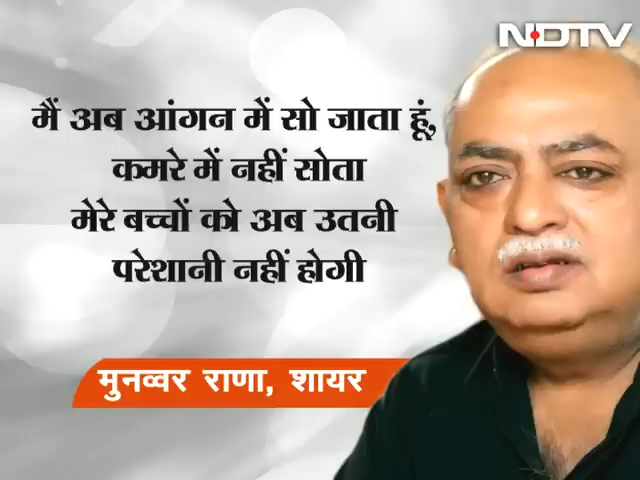 NDTV
मैं अब आंगन में सो जाता हूं,
कमरे में नहीं सोता
मेरे बच्चों को अब उतनी
परेशानी नहीं होगी
मुनव्वर राणा, शायर